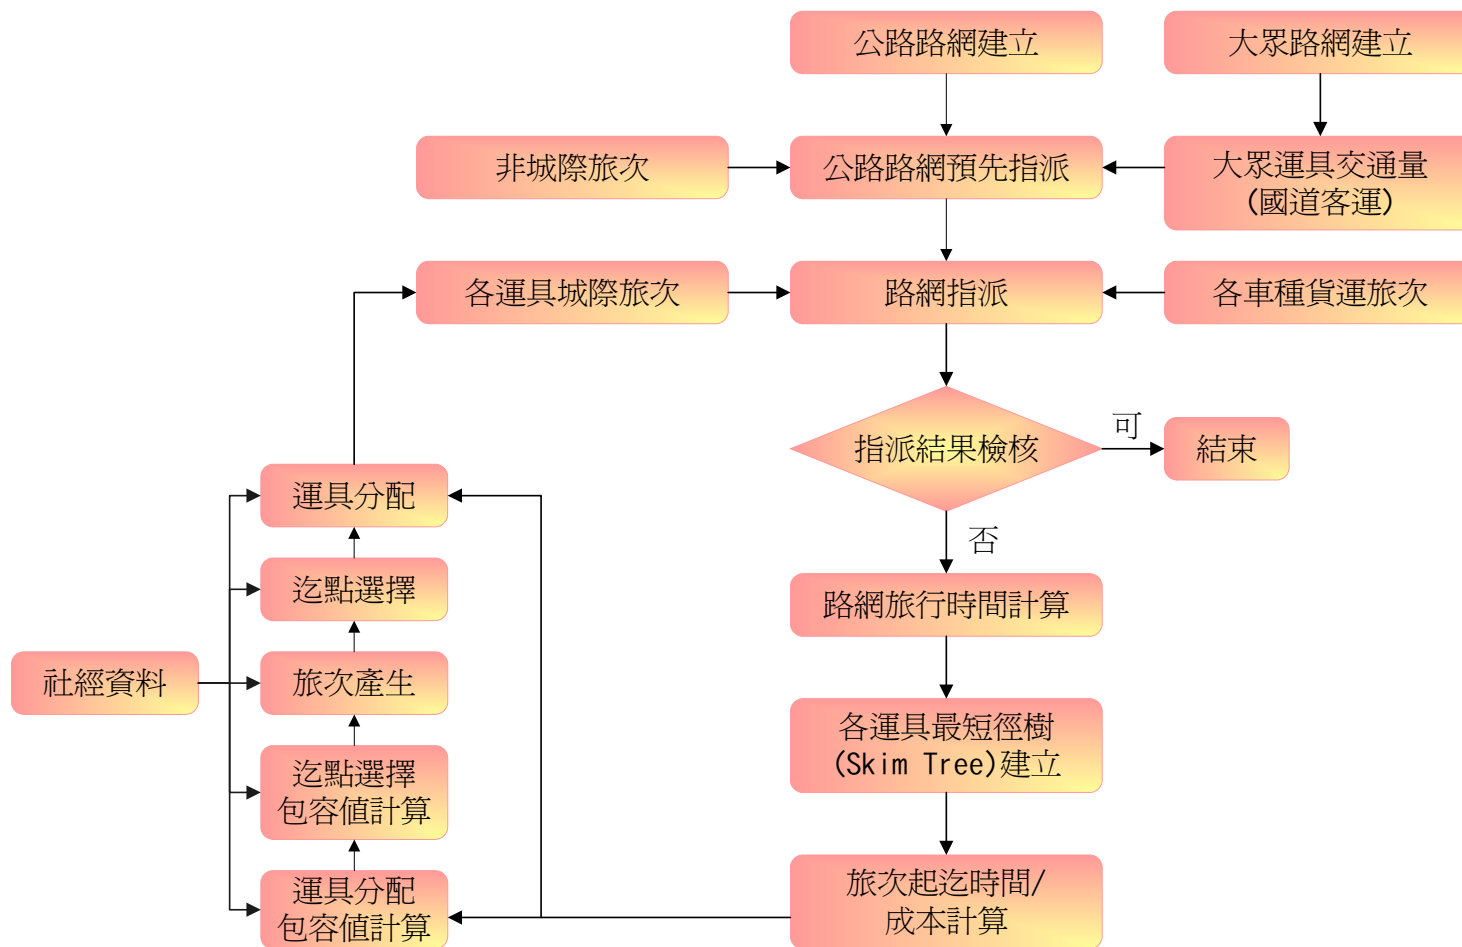 公路路網建立
大眾路網建立
非城際旅次
公路路網預先指派
大眾運具交通量
(國道客運)
各運具城際旅次
路網指派
各車種貨運旅次
指派結果檢核
可
結束
運具分配
否
迄點選擇
路網旅行時間計算
社經資料
旅次產生
各運具最短徑樹
(Skim Tree)建立
迄點選擇
包容值計算
運具分配
包容值計算
旅次起迄時間/
成本計算